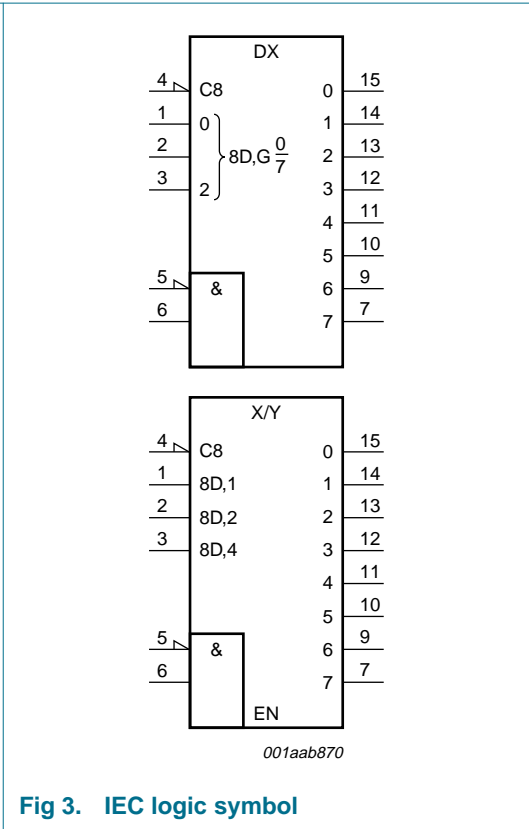 DX
4 C8 0 15
1 0 1 14
2 8D,G 0/7 2 13
3 2 3 12
4 11
5 10
5 & 6 9
6 7 7
X/Y
4 C8 0 15
1 8D,1 1 14
2 8D,2 2 13
3 8D,4 3 12
4 11
5 10
5 & 6 9
6 7 7
EN
001aab870
Fig 3. IEC logic symbol